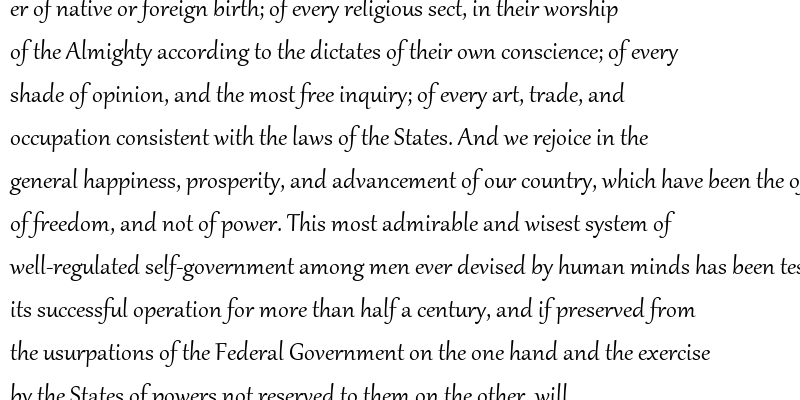 er of native or foreign birth; of every religious sect, in their worship
of the Almighty according to the dictates of their own conscience; of every
shade of opinion, and the most free inquiry; of every art, trade, and
occupation consistent with the laws of the States. And we rejoice in the
general happiness, prosperity, and advancement of our country, which have been the
of freedom, and not of power. This most admirable and wisest system of
well-regulated self-government among men ever devised by human minds has been
its successful operation for more than half a century, and if preserved from
the usurpations of the Federal Government on the one hand and the exercise
by the States of powers not reserved to them on the other, will